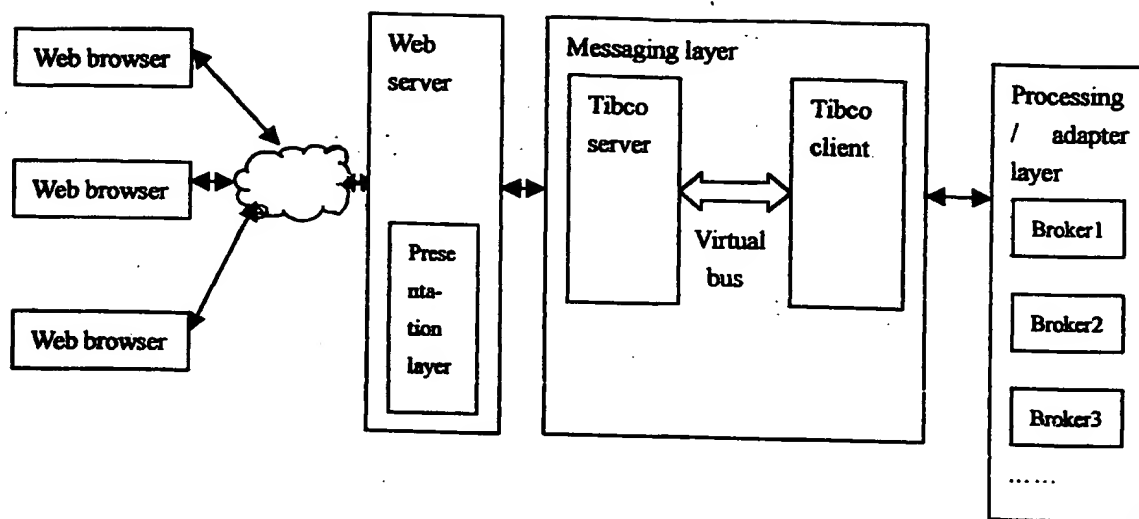 Web browser
Web browser
Web browser
Web
server
Prese
nta-
tion
layer
Messaging layer
Tibco
server
Virtual
bus
Tibco
client
Processing
/ adapter
layer
Broker1
Broker2
Broker3
......